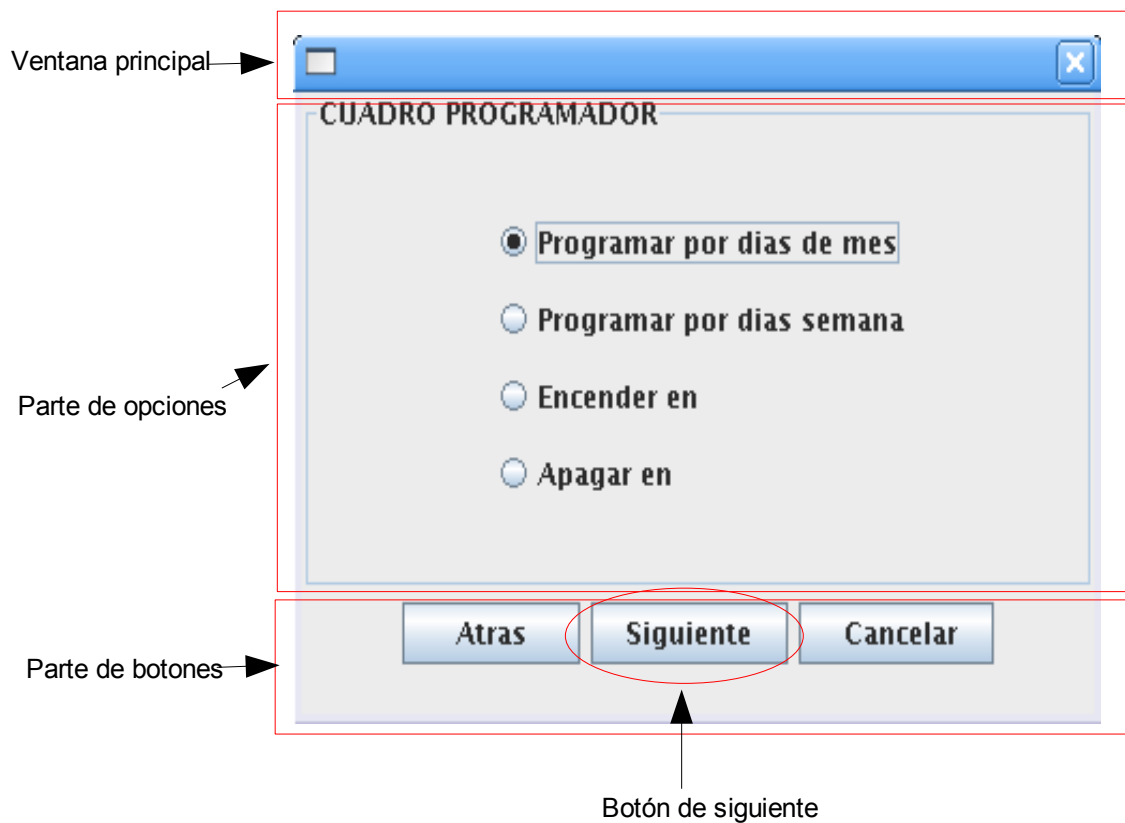 Ventana principal
CUADRO PROGRAMADOR
Programar por dias de mes
Programar por dias semana
Encender en
Parte de opciones
Apagar en
Atras
Siguiente
Cancelar
Parte de botones
Botón de siguiente